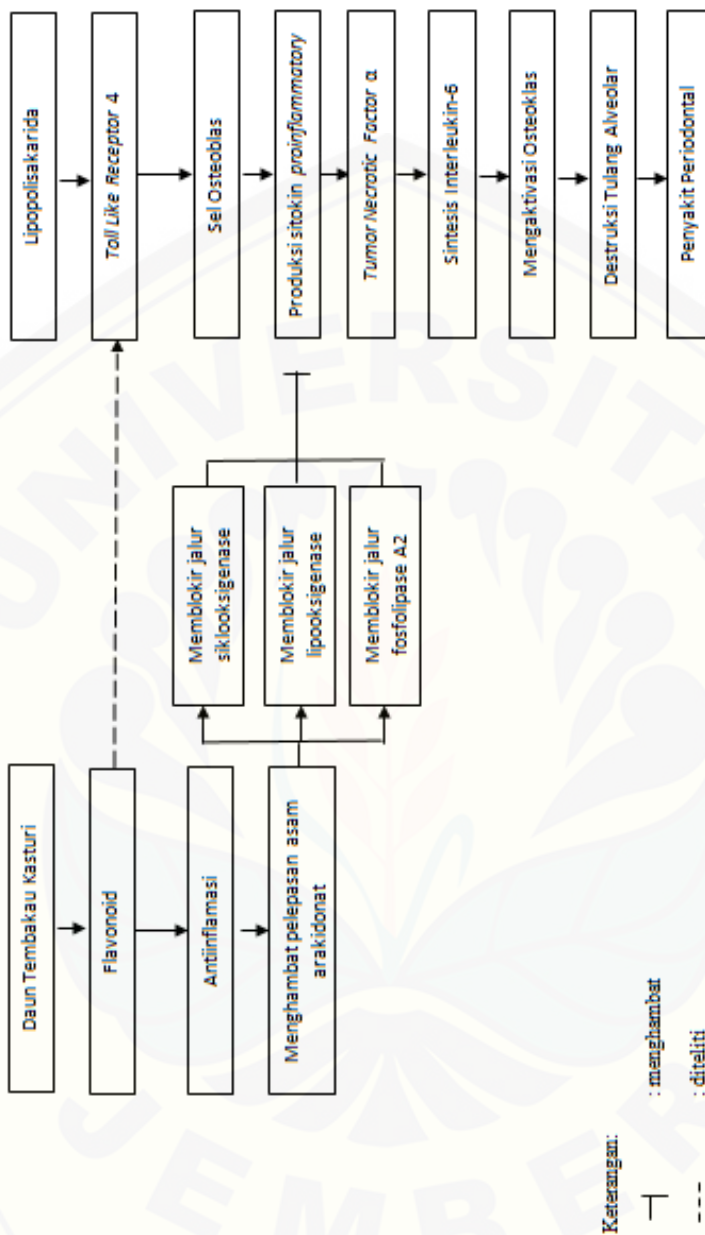 Daun Tembakau Kasturi
Flavonoid
Antiinflamasi
Menghambat pelepasan asam
arakidonat
Memblokir jalur
siklooksigenase
Memblokir jalur
lipooksigenase
Memblokir jalur
fosfolipase A2
Lipopolisakarida
Toll Like Receptor 4
Sel Osteoblas
Produksi sitokin proinflammatory
Tumor Necrotic Factor α
Sintesis Interleukin-6
Mengaktivasi Osteoklas
Destruksi Tulang Alveolar
Penyakit Periodontal
Keterangan:
: menghambat
: diteliti
UNIVERSITA
JEMBER